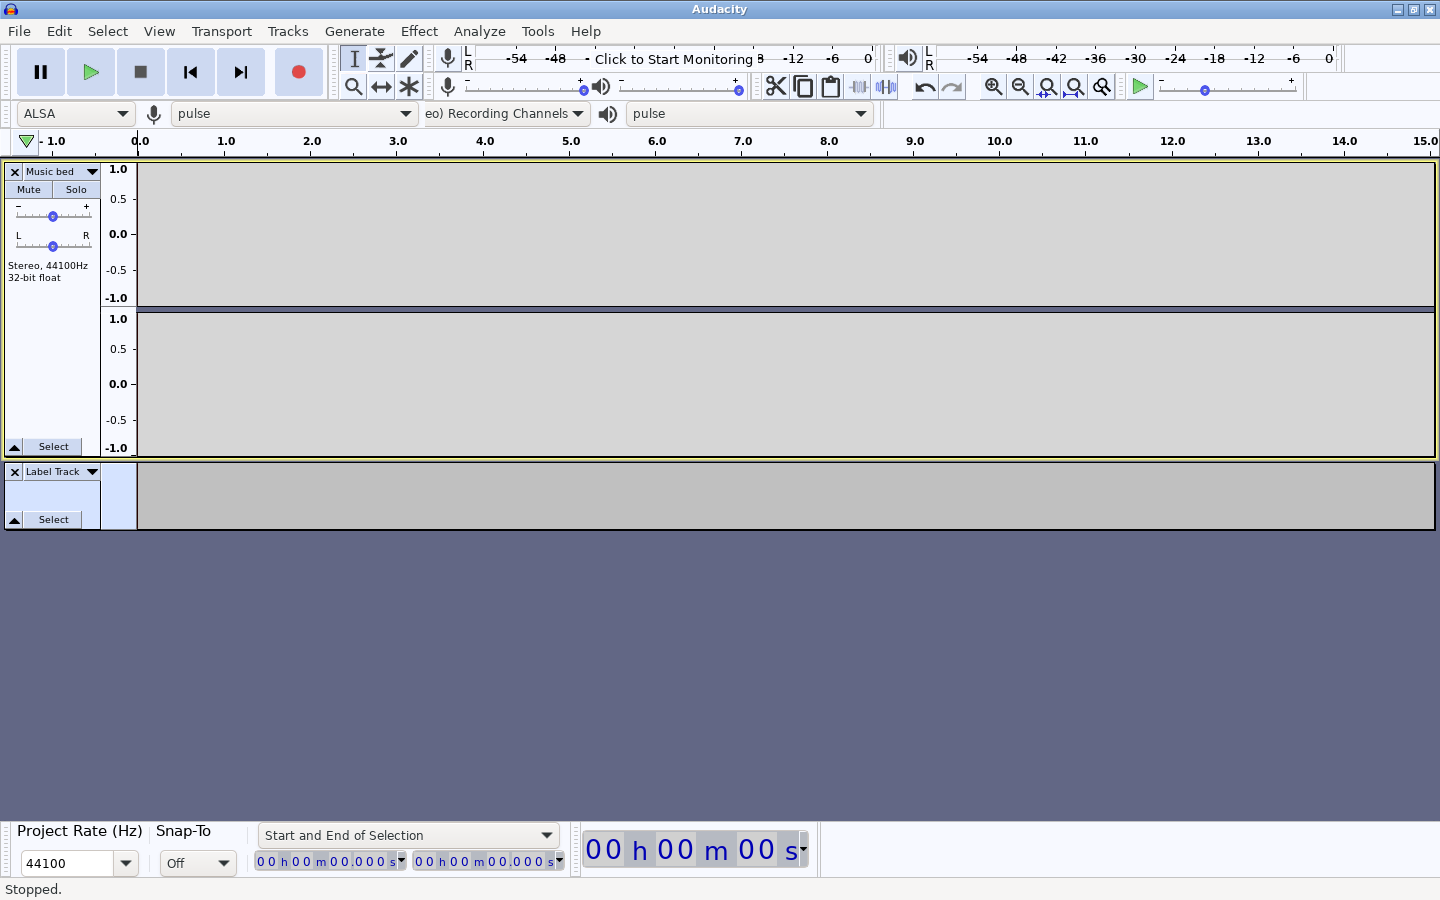 Audacity
File Edit Select View Transport Tracks Generate Effect Analyze Tools Help
L R -54 -48 - Click to Start Monitoring -12 -6 0
L R -54 -48 -42 -36 -30 -24 -18 -12 -6 0
ALSA pulse eo) Recording Channels pulse
- 1.0 0.0 1.0 2.0 3.0 4.0 5.0 6.0 7.0 8.0 9.0 10.0 11.0 12.0 13.0 14.0 15.0
Music bed
Mute Solo
- +
L R
Stereo, 44100Hz
32-bit float
Select
1.0
0.5
0.0
-0.5
-1.0
1.0
0.5
0.0
-0.5
-1.0
Label Track
Select
Project Rate (Hz) Snap-To Start and End of Selection
44100 Off 00 h 00 m 00.000 s 00 h 00 m 00.000 s
00 h 00 m 00 s
Stopped.